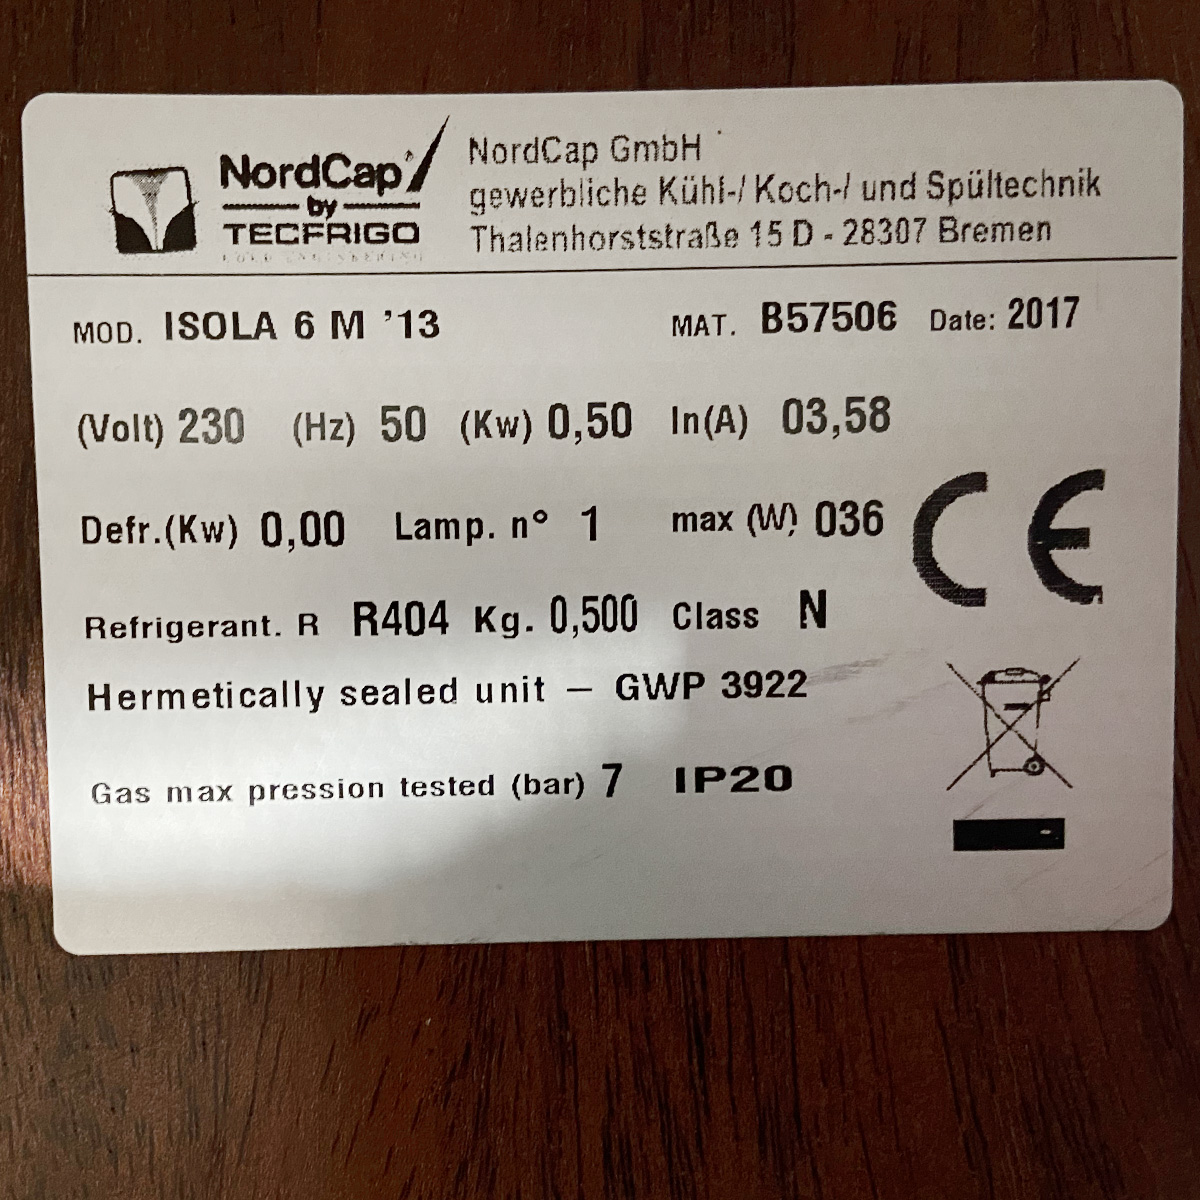 NordCap
by
TECFRIGO
NordCap GmbH
gewerbliche Kühl-/ Koch-/ und Spültechnik
Thalenhorststraße 15 D - 28307 Bremen
MOD. ISOLA 6 M '13 MAT. B57506 Date: 2017
(Volt) 230 (Hz) 50 (Kw) 0,50 In(A) 03,58
Defr.(Kw) 0,00 Lamp. n° 1 max (W) 036
CE
Refrigerant. R R404 Kg. 0,500 Class N
Hermetically sealed unit – GWP 3922
Gas max pression tested (bar) 7 IP20